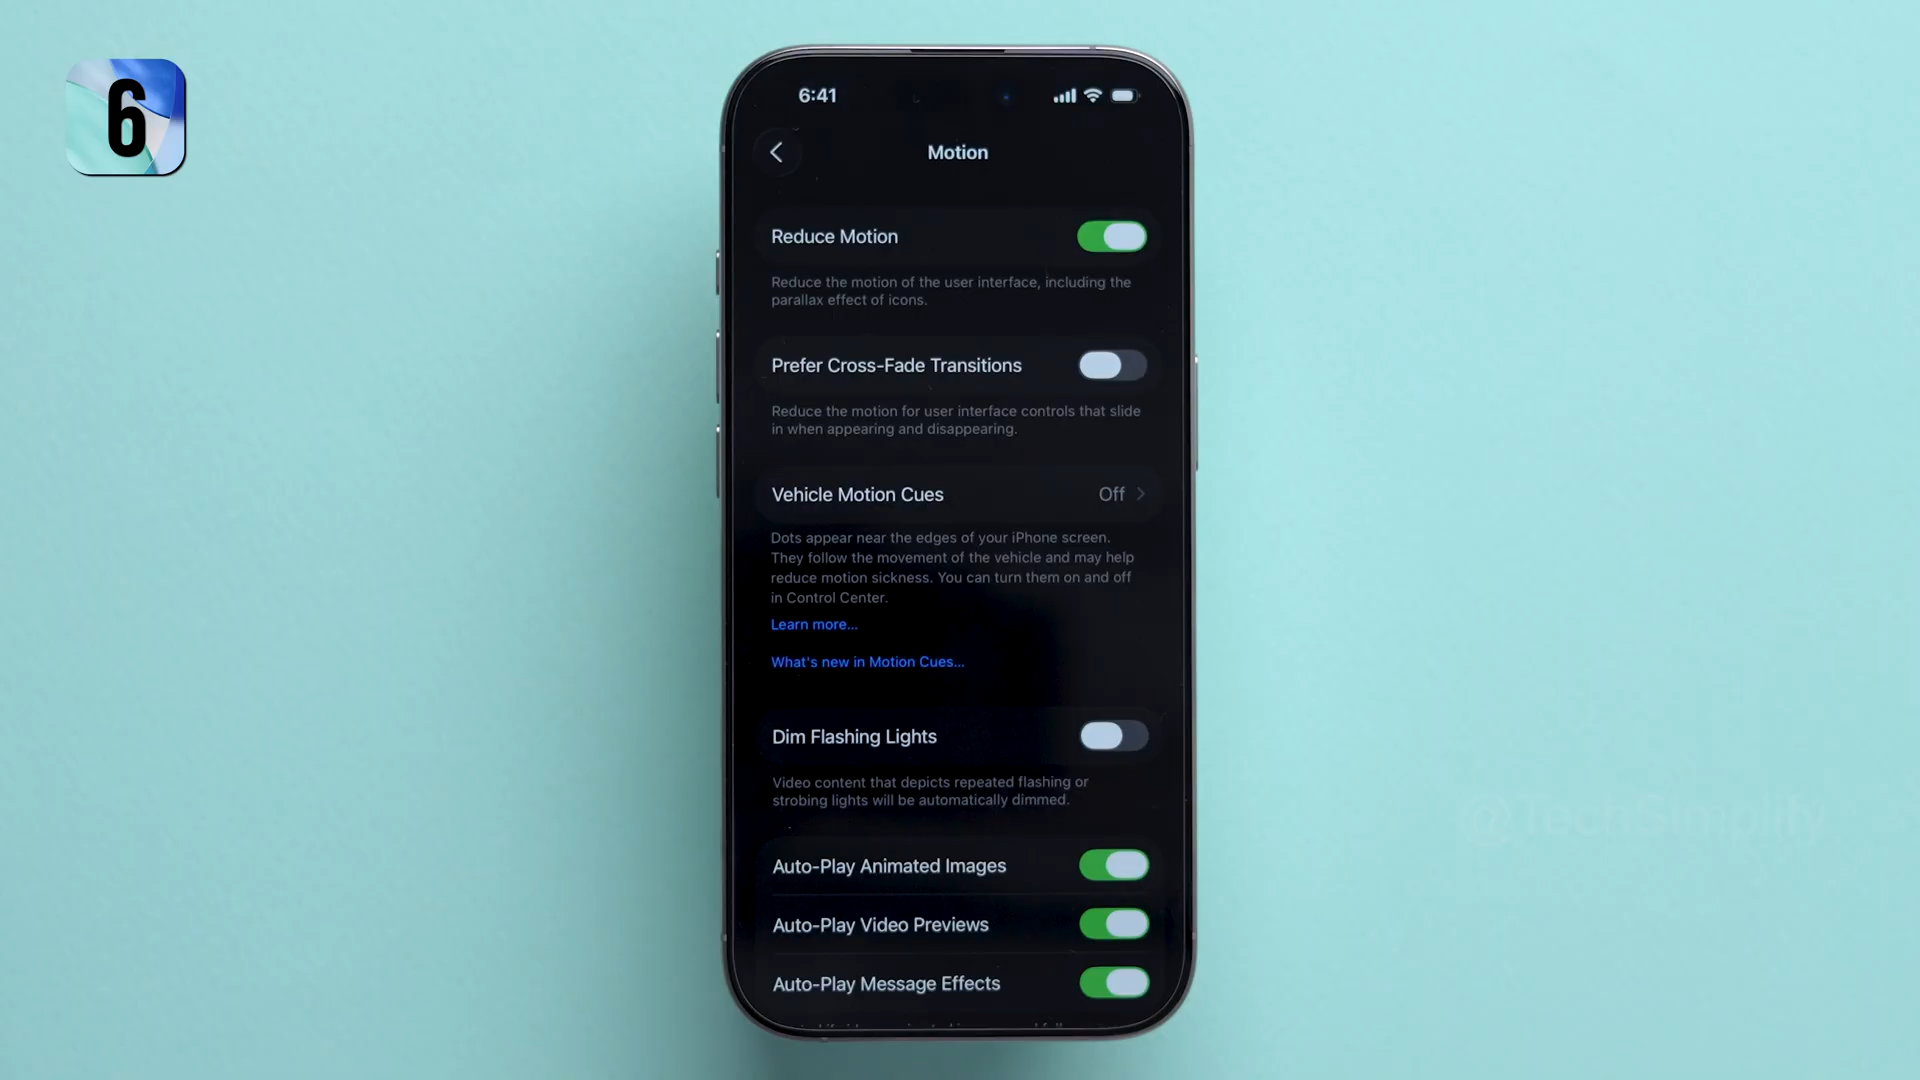 6
6:41
Motion
Reduce Motion
Reduce the motion of the user interface, including the
parallax effect of icons.
Prefer Cross-Fade Transitions
Reduce the motion for user interface controls that slide
in when appearing and disappearing.
Vehicle Motion Cues Off
Dots appear near the edges of your iPhone screen.
They follow the movement of the vehicle and may help
reduce motion sickness. You can turn them on and off
in Control Center.
Learn more...
What's new in Motion Cues...
Dim Flashing Lights
Video content that depicts repeated flashing or
strobing lights will be automatically dimmed.
@TechSimplify
Auto-Play Animated Images
Auto-Play Video Previews
Auto-Play Message Effects